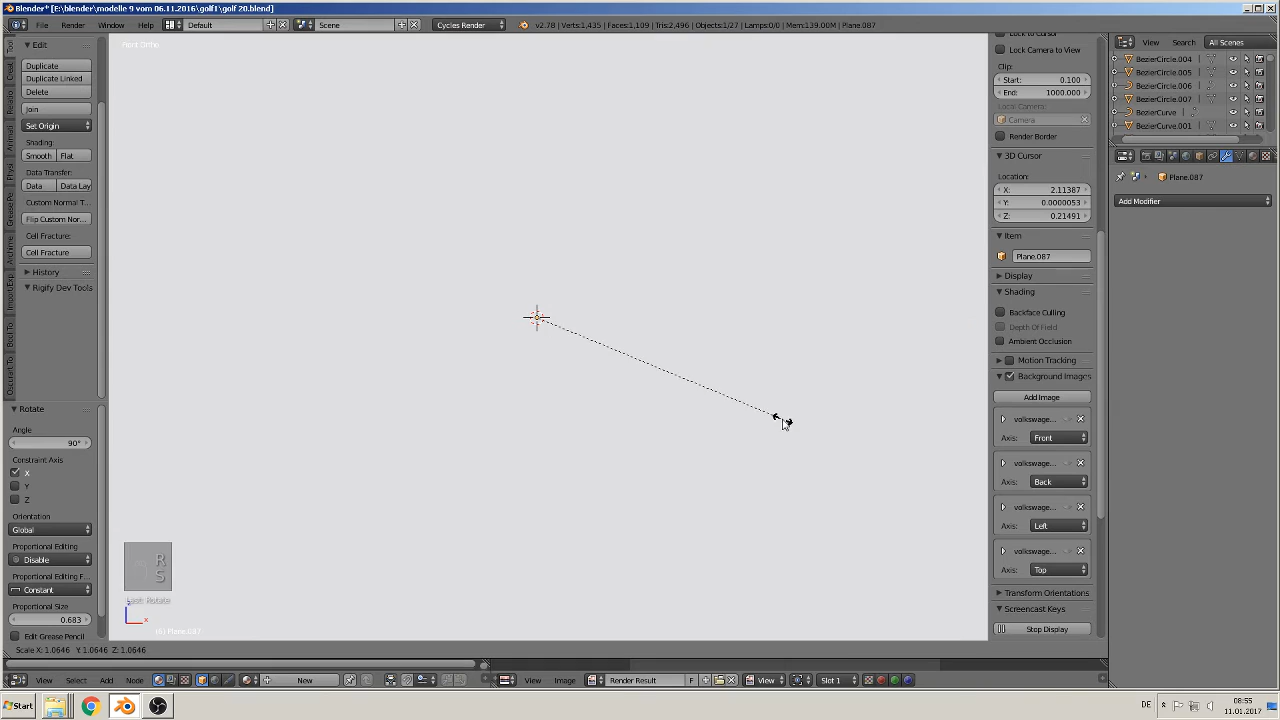 Blender* [E:\blender\modelle 9 vom 06.11.2016\golf1\golf 20.blend]
File Render Window Help Default Scene Cycles Render v2.78 | Verts:1,435 | Faces:1,109 | Tris:2,496 | Objects:1/27 | Lamps:0/0 | Mem:139.00M | Plane.087
View Search All Scenes
Edit
Duplicate
Duplicate Linked
Delete
Join
Set Origin
Shading:
Smooth Flat
Data Transfer:
Data Data Lay
Custom Normal T...
Flip Custom Nor...
Cell Fracture:
Cell Fracture
History
Rigify Dev Tools
Rotate
Angle
90°
Constraint Axis
X
Y
Z
Orientation
Global
Proportional Editing
Disable
Proportional Editing F...
Constant
Proportional Size
0.683
Edit Grease Pencil
Front Ortho
R
S
Last: Rotate
x
(6) Plane.087
Scale X: 1.0646 Y: 1.0646 Z: 1.0646
Lock to Cursor
Lock Camera to View
Clip:
Start: 0.100
End: 1000.000
Local Camera:
Camera
Render Border
3D Cursor
Location:
X: 2.11387
Y: 0.0000053
Z: 0.21491
Item
Plane.087
Display
Shading
Backface Culling
Depth Of Field
Ambient Occlusion
Motion Tracking
Background Images
Add Image
volkswage...
Axis: Front
volkswage...
Axis: Back
volkswage...
Axis: Left
volkswage...
Axis: Top
Transform Orientations
Screencast Keys
Stop Display
BezierCircle.004
BezierCircle.005
BezierCircle.006
BezierCircle.007
BezierCurve
BezierCurve.001
Plane.087
Add Modifier
View Select Add Node New View Image Render Result F View Slot 1
Start DE 08:55
11.01.2017